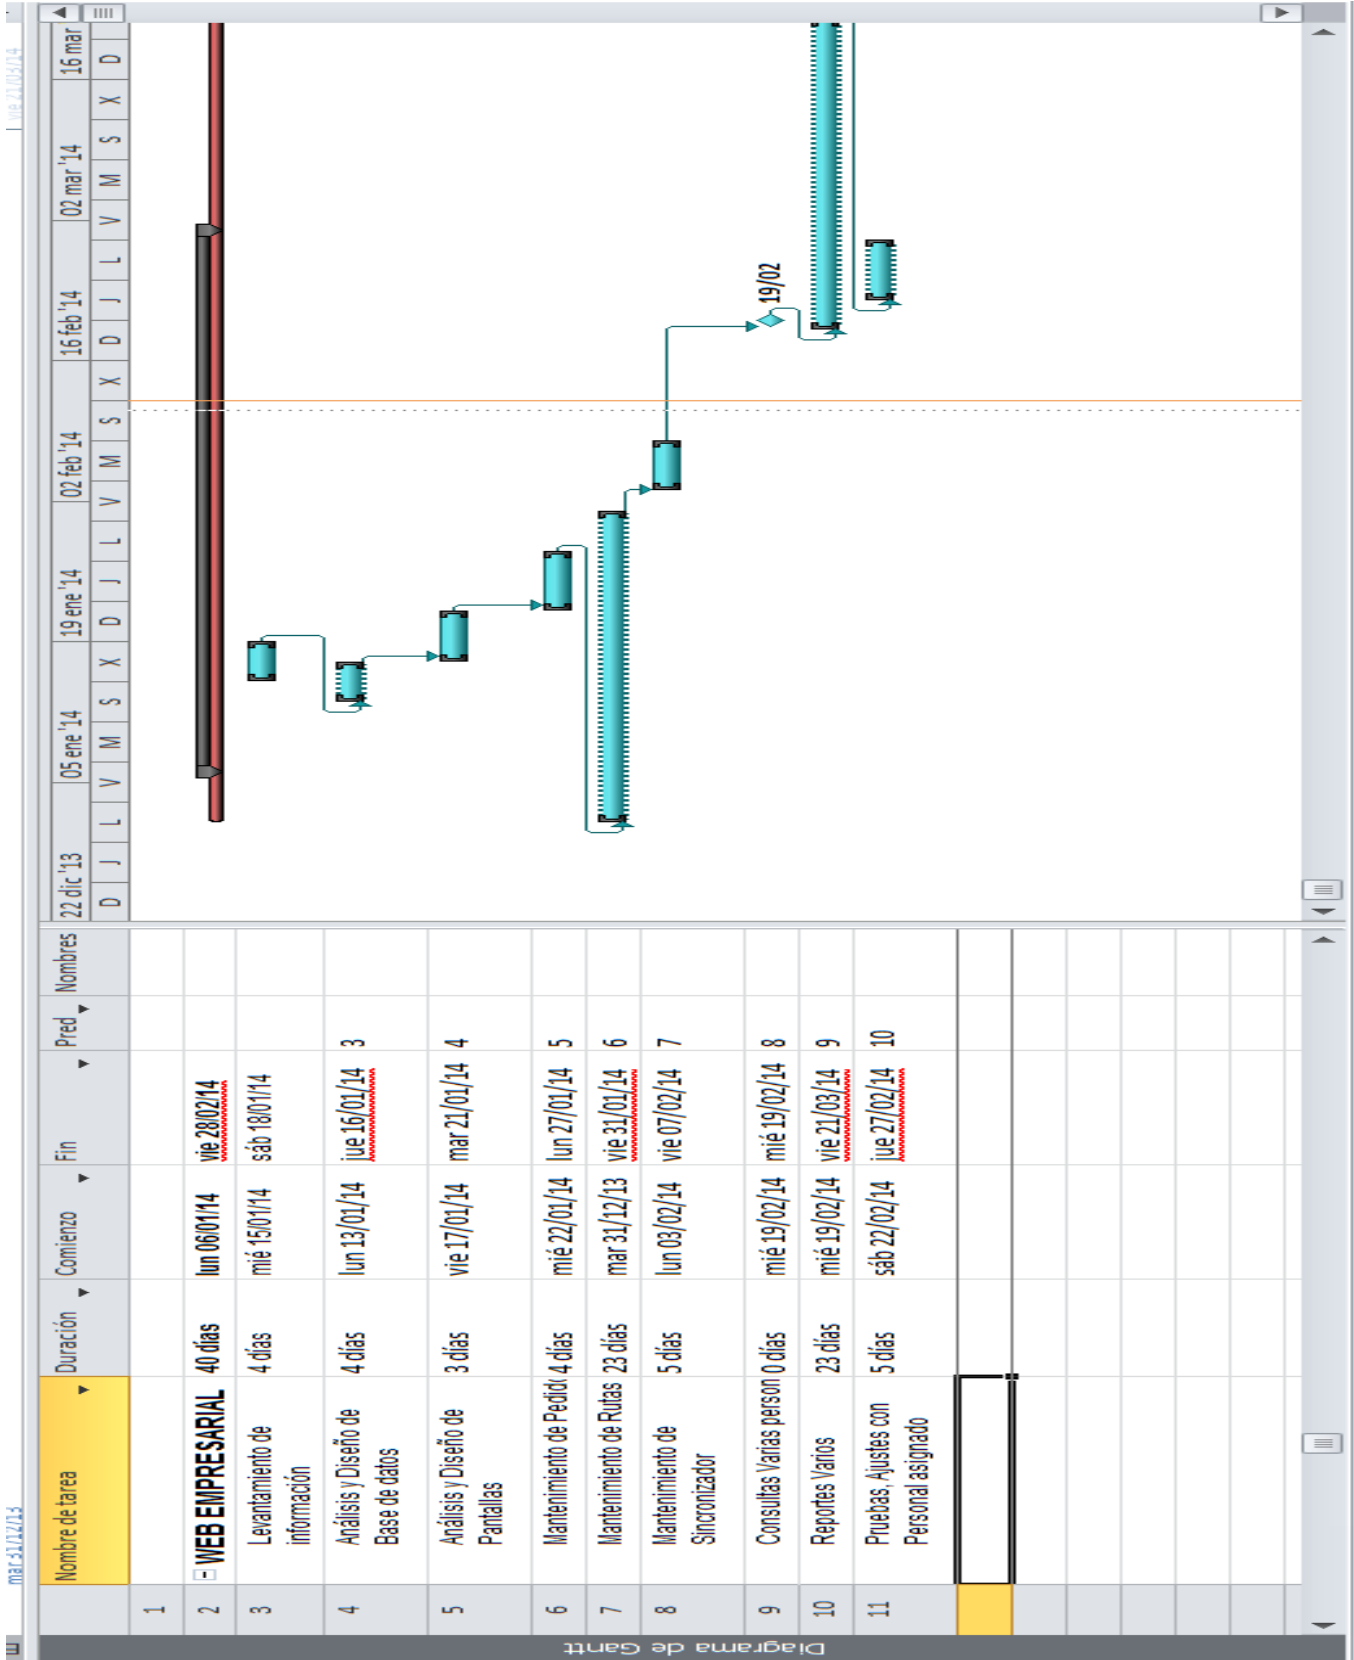 mar 31/12/13
vie 21/03/14
Diagrama de Gantt
Nombre de tarea Duración Comienzo Fin Pred Nombres
22 dic '13 05 ene '14 19 ene '14 02 feb '14 16 feb '14 02 mar '14 16 mar
D J L V M S X D J L V M S X D J L V M S X D
1
2 WEB EMPRESARIAL 40 días lun 06/01/14 vie 28/02/14
3 Levantamiento de información 4 días mié 15/01/14 sáb 18/01/14
4 Análisis y Diseño de Base de datos 4 días lun 13/01/14 jue 16/01/14 3
5 Análisis y Diseño de Pantallas 3 días vie 17/01/14 mar 21/01/14 4
6 Mantenimiento de Pedid 4 días mié 22/01/14 lun 27/01/14 5
7 Mantenimiento de Rutas 23 días mar 31/12/13 vie 31/01/14 6
8 Mantenimiento de Sincronizador 5 días lun 03/02/14 vie 07/02/14 7
9 Consultas Varias person 0 días mié 19/02/14 mié 19/02/14 8
19/02
10 Reportes Varios 23 días mié 19/02/14 vie 21/03/14 9
11 Pruebas, Ajustes con Personal asignado 5 días sáb 22/02/14 jue 27/02/14 10